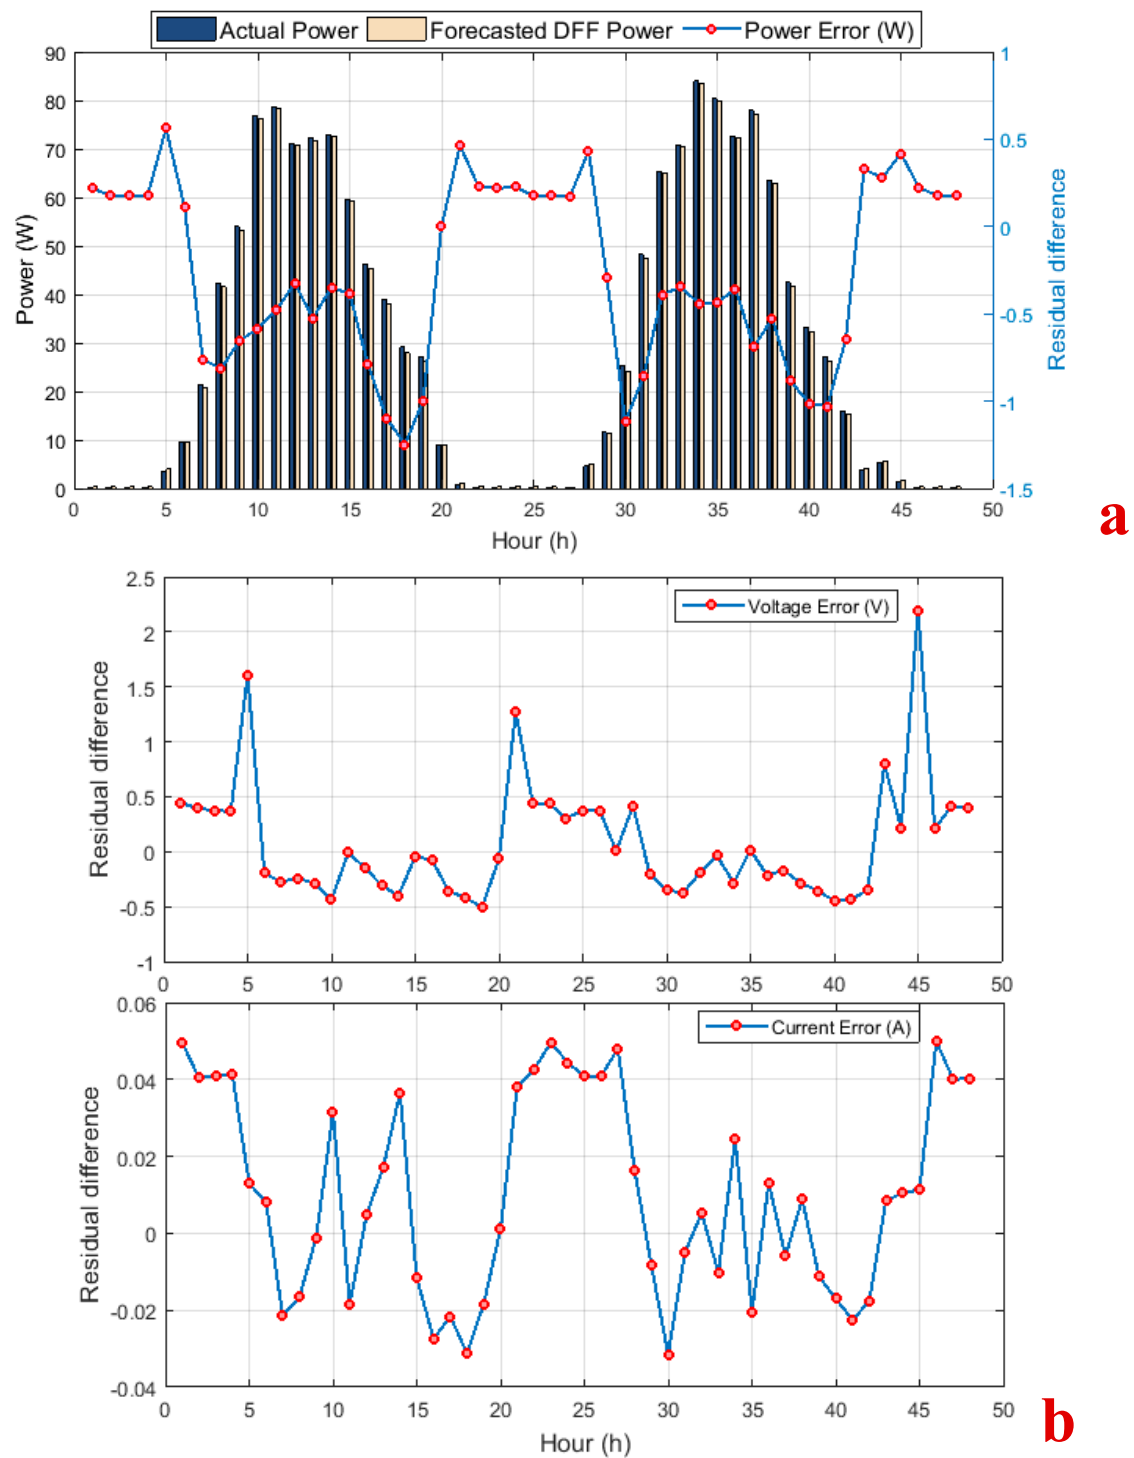 Actual Power Forecasted DFF Power Power Error (W)
90 1
80
70 0.5
60
50 0
40
30 -0.5
20 -1
10
0 -1.5
Power (W)
Residual difference
0 5 10 15 20 25 30 35 40 45 50
Hour (h)
a
Voltage Error (V)
2.5
2
1.5
1
0.5
0
-0.5
-1
Residual difference
0 5 10 15 20 25 30 35 40 45 50
Current Error (A)
0.06
0.04
0.02
0
-0.02
-0.04
Residual difference
0 5 10 15 20 25 30 35 40 45 50
Hour (h)
b